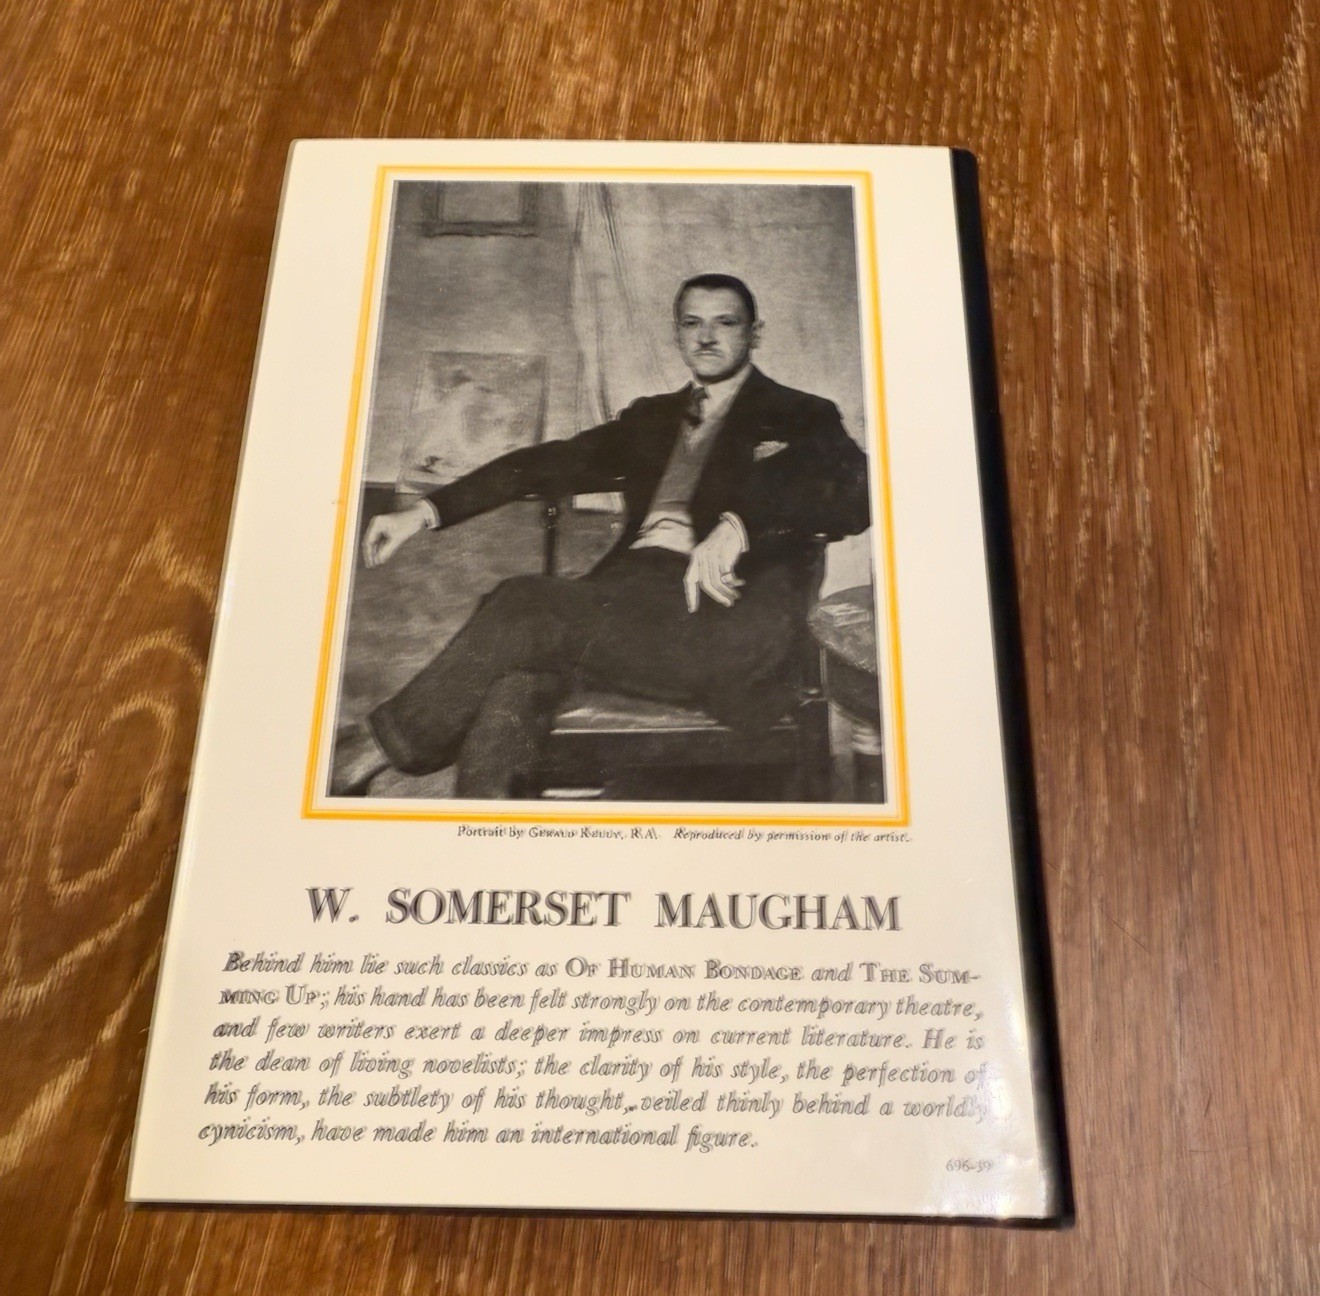 Portrait by GERALD KELLY, R.A. Reproduced by permission of the artist.
W. SOMERSET MAUGHAM
Behind him lie such classics as OF HUMAN BONDAGE and THE SUM-
MING UP; his hand has been felt strongly on the contemporary theatre,
and few writers exert a deeper impress on current literature. He is
the dean of living novelists; the clarity of his style, the perfection of
his form, the subtlety of his thought, veiled thinly behind a worldly
cynicism, have made him an international figure.
696-39